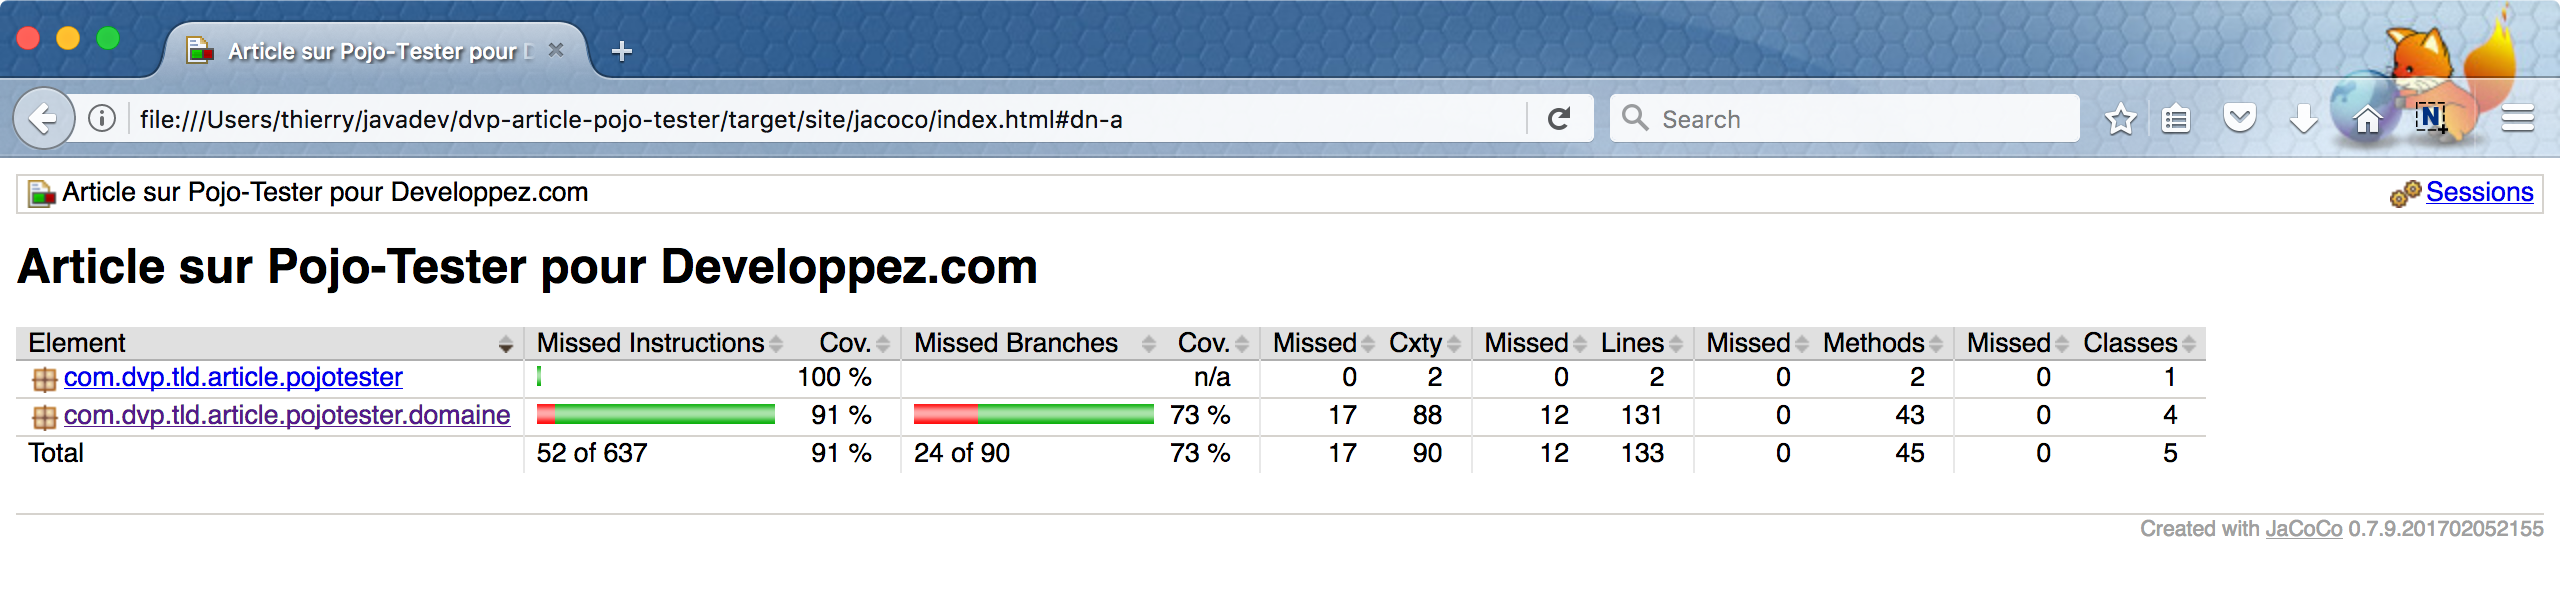 Article sur Pojo-Tester pour D
file:///Users/thierry/javadev/dvp-article-pojo-tester/target/site/jacoco/index.html#dn-a Search N
Article sur Pojo-Tester pour Developpez.com Sessions
Article sur Pojo-Tester pour Developpez.com
Element Missed Instructions Cov. Missed Branches Cov. Missed Cxty Missed Lines Missed Methods Missed Classes
com.dvp.tld.article.pojotester 100 % n/a 0 2 0 2 0 2 0 1
com.dvp.tld.article.pojotester.domaine 91 % 73 % 17 88 12 131 0 43 0 4
Total 52 of 637 91 % 24 of 90 73 % 17 90 12 133 0 45 0 5
Created with JaCoCo 0.7.9.201702052155